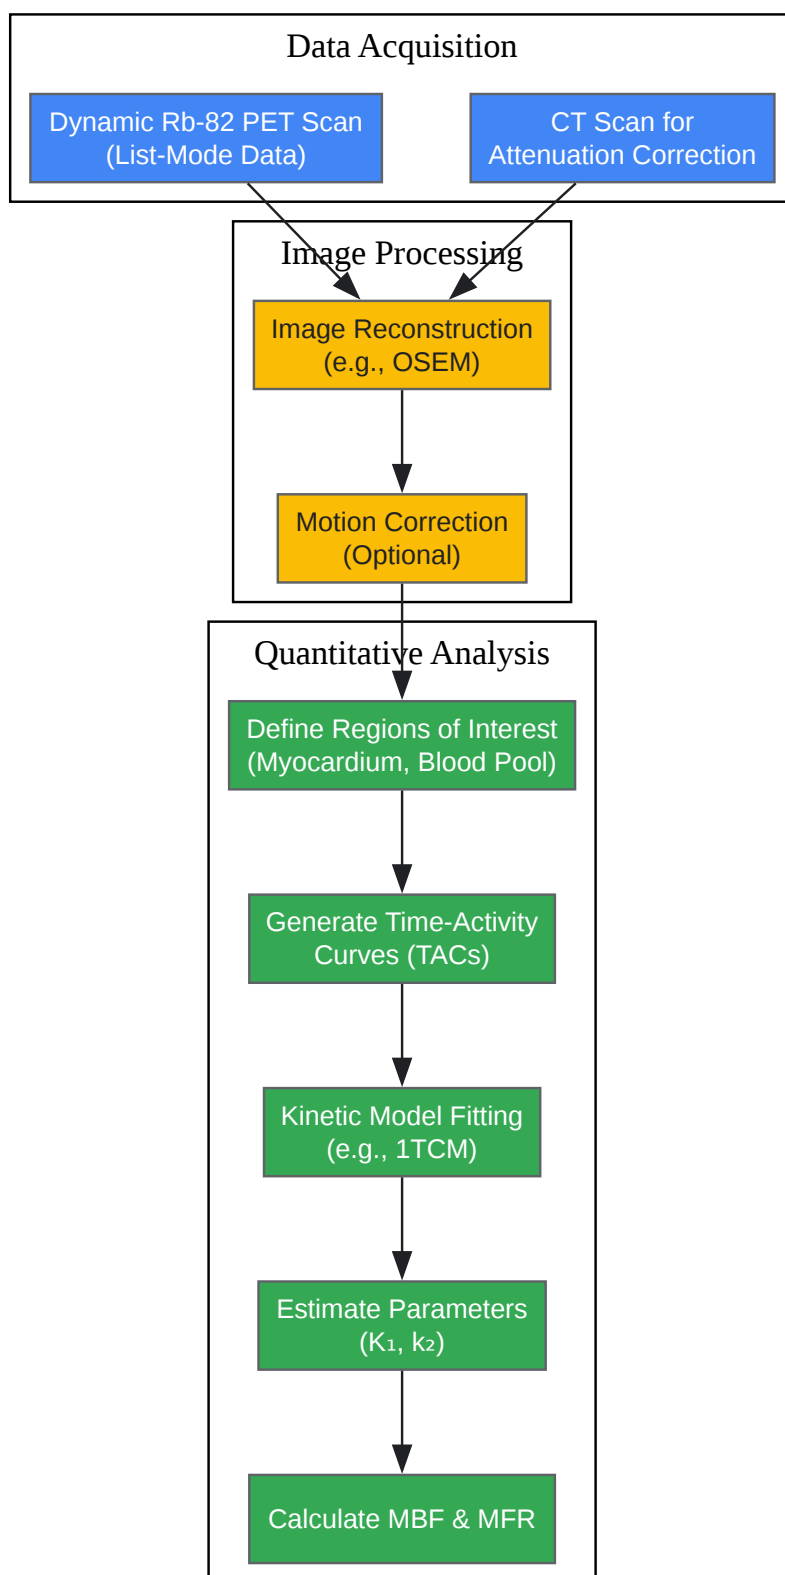 Data Acquisition
Dynamic Rb-82 PET Scan
(List-Mode Data)
CT Scan for
Attenuation Correction
Image Processing
Image Reconstruction
(e.g., OSEM)
Motion Correction
(Optional)
Quantitative Analysis
Define Regions of Interest
(Myocardium, Blood Pool)
Generate Time-Activity
Curves (TACs)
Kinetic Model Fitting
(e.g., 1TCM)
Estimate Parameters
(K₁, k₂)
Calculate MBF & MFR